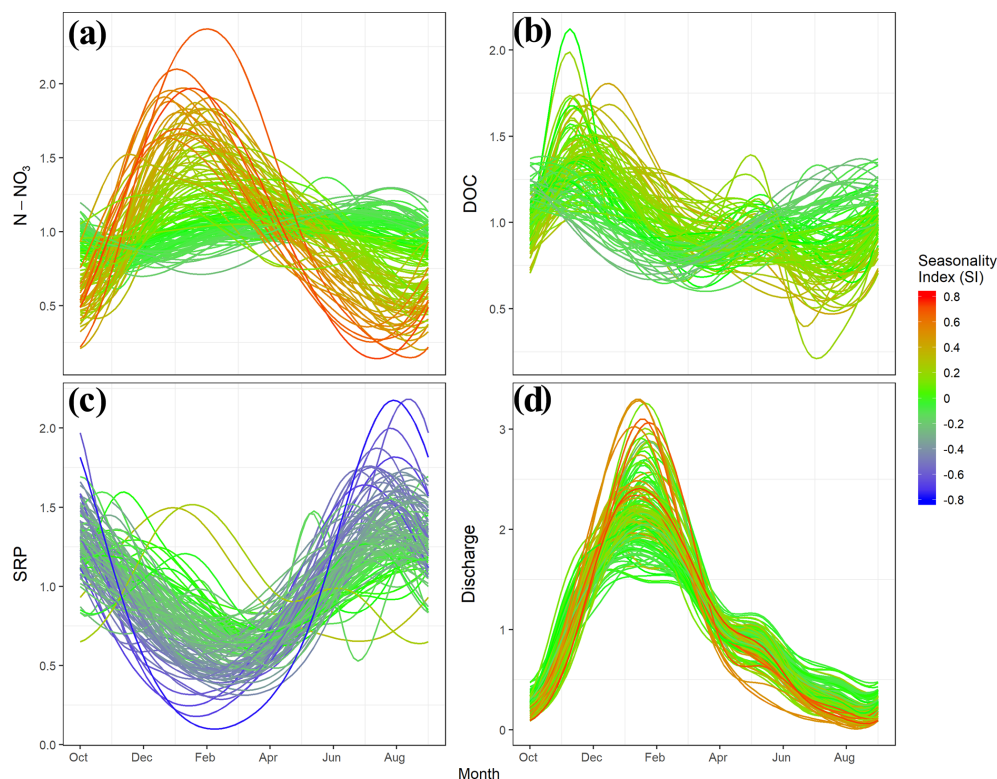 (a)
N − NO3
2.0
1.5
1.0
0.5
(b)
DOC
2.0
1.5
1.0
0.5
(c)
SRP
2.0
1.5
1.0
0.5
0.0
Oct Dec Feb Apr Jun Aug
(d)
Discharge
3
2
1
0
Oct Dec Feb Apr Jun Aug
Month
Seasonality
Index (SI)
0.8
0.6
0.4
0.2
0
-0.2
-0.4
-0.6
-0.8